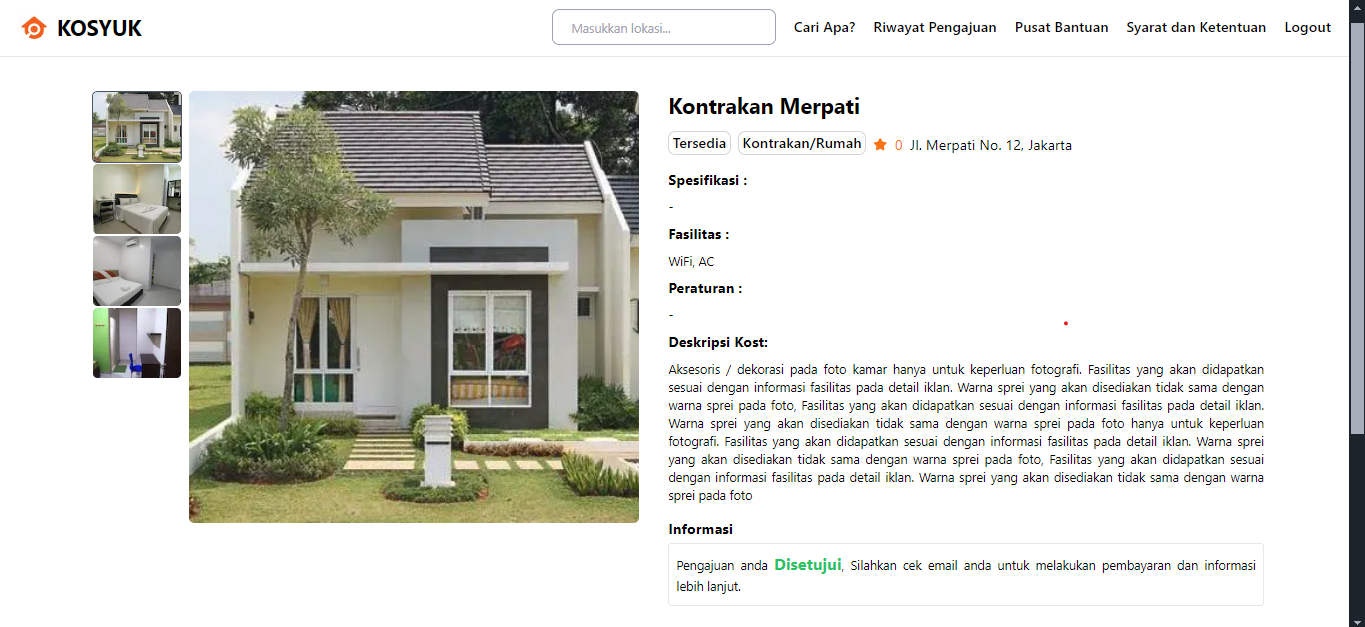 KOSYUK
Masukkan lokasi...
Cari Apa?
Riwayat Pengajuan
Pusat Bantuan
Syarat dan Ketentuan
Logout
Kontrakan Merpati
Tersedia
Kontrakan/Rumah
0
Jl. Merpati No. 12, Jakarta
Spesifikasi :
-
Fasilitas :
WiFi, AC
Peraturan :
-
Deskripsi Kost:
Aksesoris / dekorasi pada foto kamar hanya untuk keperluan fotografi. Fasilitas yang akan didapatkan
sesuai dengan informasi fasilitas pada detail iklan. Warna sprei yang akan disediakan tidak sama dengan
warna sprei pada foto, Fasilitas yang akan didapatkan sesuai dengan informasi fasilitas pada detail iklan.
Warna sprei yang akan disediakan tidak sama dengan warna sprei pada foto hanya untuk keperluan
fotografi. Fasilitas yang akan didapatkan sesuai dengan informasi fasilitas pada detail iklan. Warna sprei
yang akan disediakan tidak sama dengan warna sprei pada foto, Fasilitas yang akan didapatkan sesuai
dengan informasi fasilitas pada detail iklan. Warna sprei yang akan disediakan tidak sama dengan warna
sprei pada foto
Informasi
Pengajuan anda Disetujui, Silahkan cek email anda untuk melakukan pembayaran dan informasi
lebih lanjut.